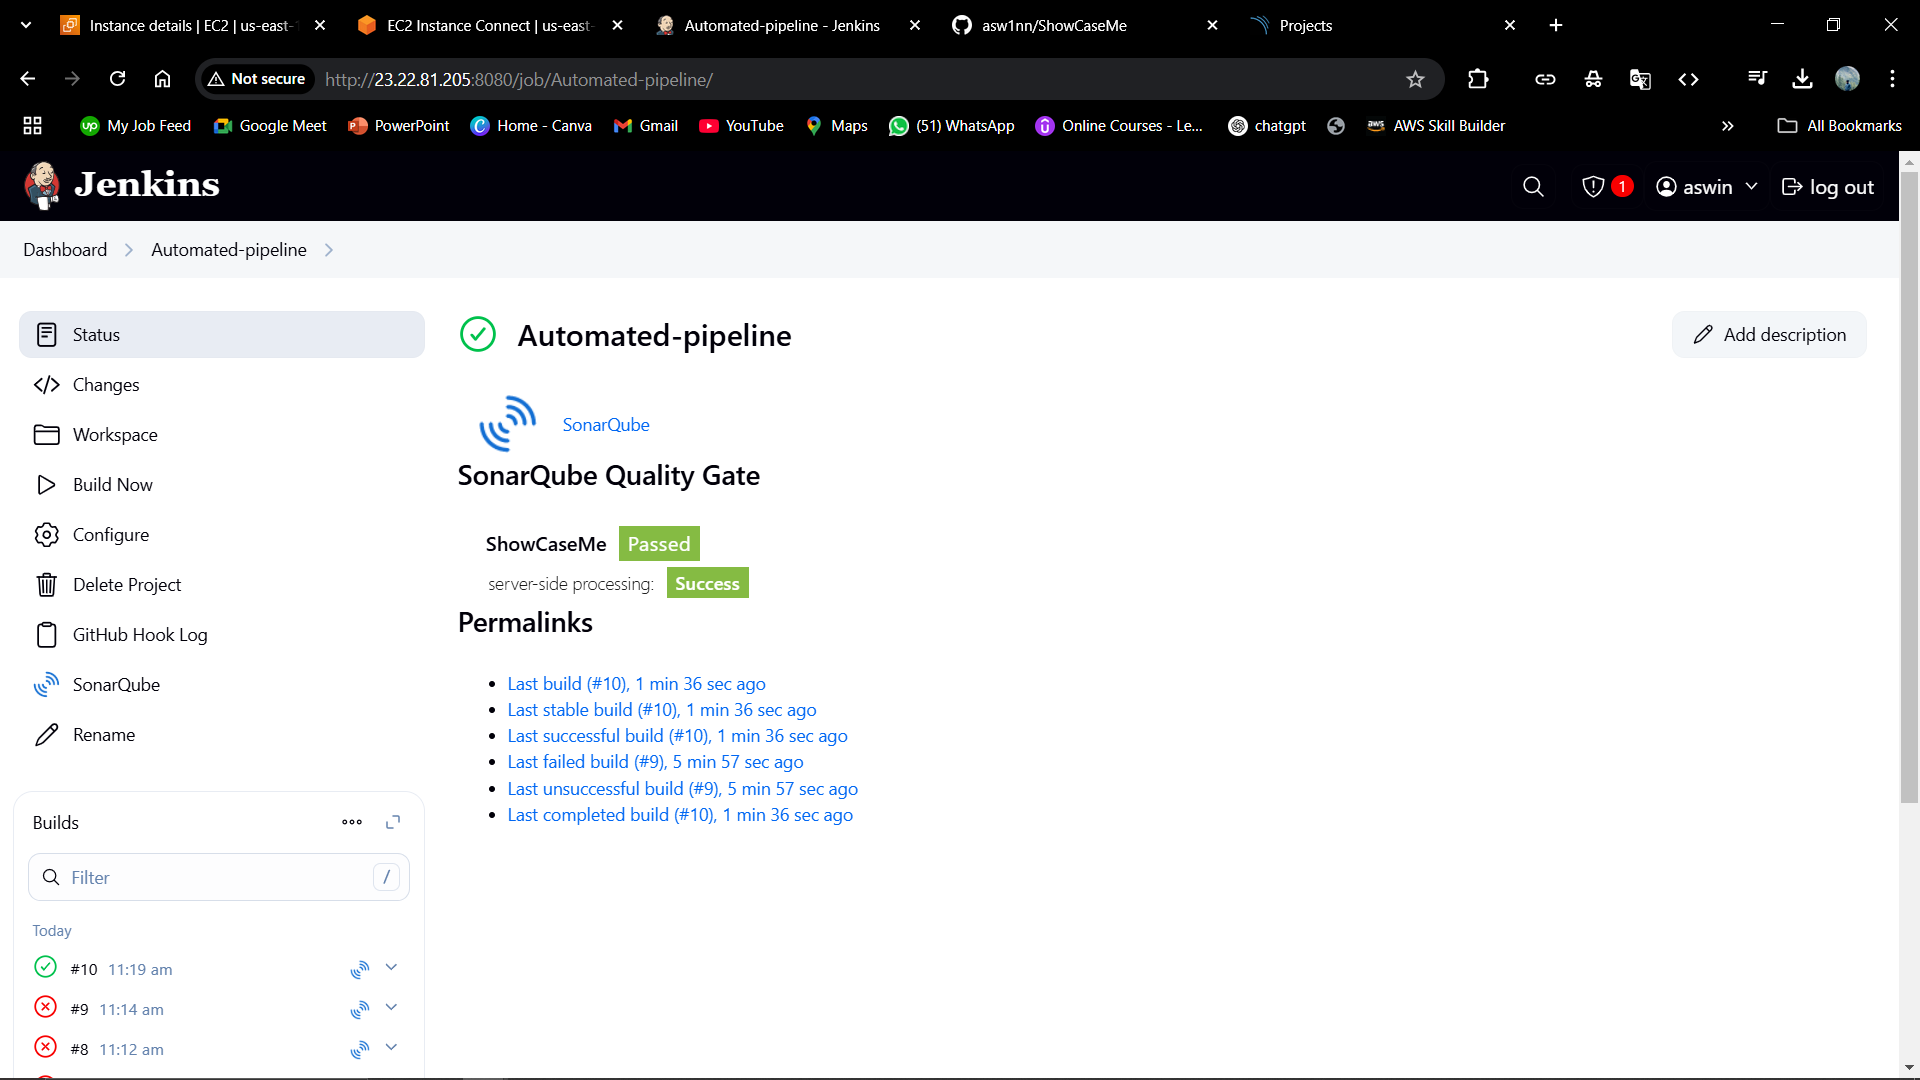 Instance details | EC2 | us-east-1
EC2 Instance Connect | us-east-
Automated-pipeline - Jenkins
asw1nn/ShowCaseMe
Projects
Not secure
http://23.22.81.205:8080/job/Automated-pipeline/
My Job Feed
Google Meet
PowerPoint
Home - Canva
Gmail
YouTube
Maps
(51) WhatsApp
Online Courses - Le...
chatgpt
AWS Skill Builder
All Bookmarks
Jenkins
1
aswin
log out
Dashboard
Automated-pipeline
Status
Changes
Workspace
Build Now
Configure
Delete Project
GitHub Hook Log
SonarQube
Rename
Builds
Filter
/
Today
#10 11:19 am
#9 11:14 am
#8 11:12 am
Automated-pipeline
Add description
SonarQube
SonarQube Quality Gate
ShowCaseMe Passed
server-side processing: Success
Permalinks
Last build (#10), 1 min 36 sec ago
Last stable build (#10), 1 min 36 sec ago
Last successful build (#10), 1 min 36 sec ago
Last failed build (#9), 5 min 57 sec ago
Last unsuccessful build (#9), 5 min 57 sec ago
Last completed build (#10), 1 min 36 sec ago